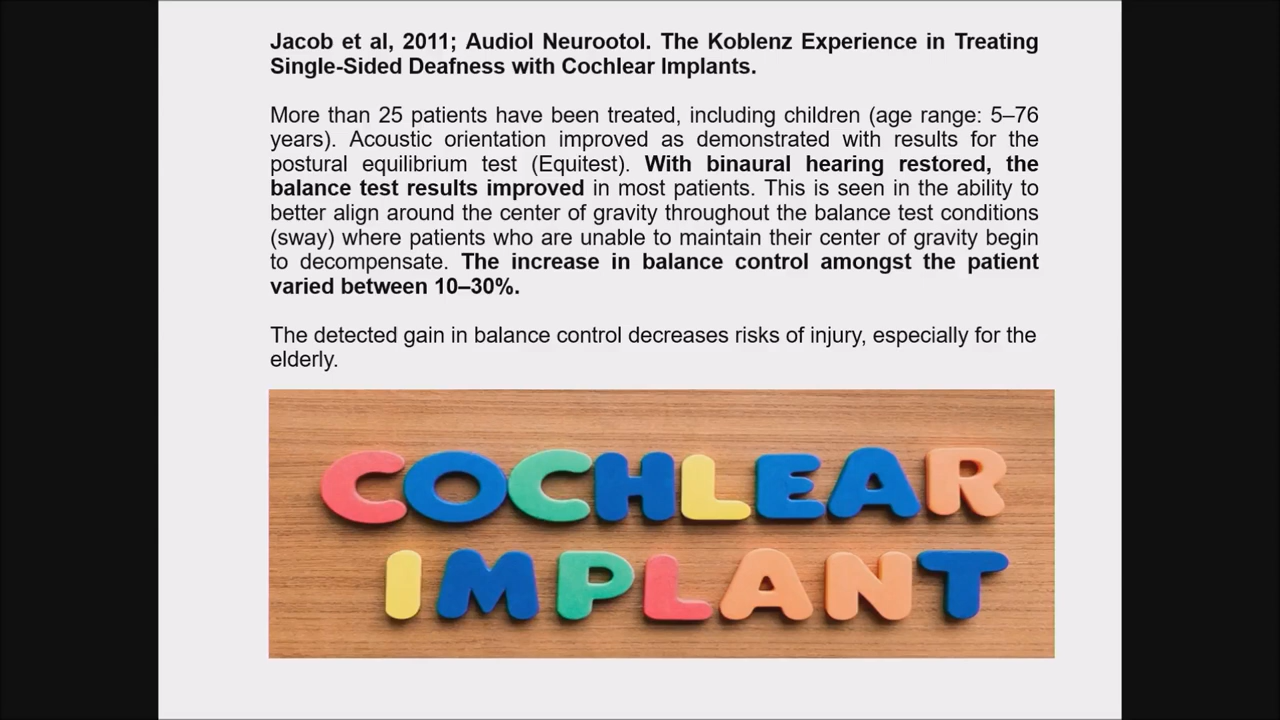 Jacob et al, 2011; Audiol Neurootol. The Koblenz Experience in Treating
Single-Sided Deafness with Cochlear Implants.
More than 25 patients have been treated, including children (age range: 5–76
years). Acoustic orientation improved as demonstrated with results for the
postural equilibrium test (Equitest). With binaural hearing restored, the
balance test results improved in most patients. This is seen in the ability to
better align around the center of gravity throughout the balance test conditions
(sway) where patients who are unable to maintain their center of gravity begin
to decompensate. The increase in balance control amongst the patient
varied between 10–30%.
The detected gain in balance control decreases risks of injury, especially for the
elderly.
COCHLEAR
IMPLANT